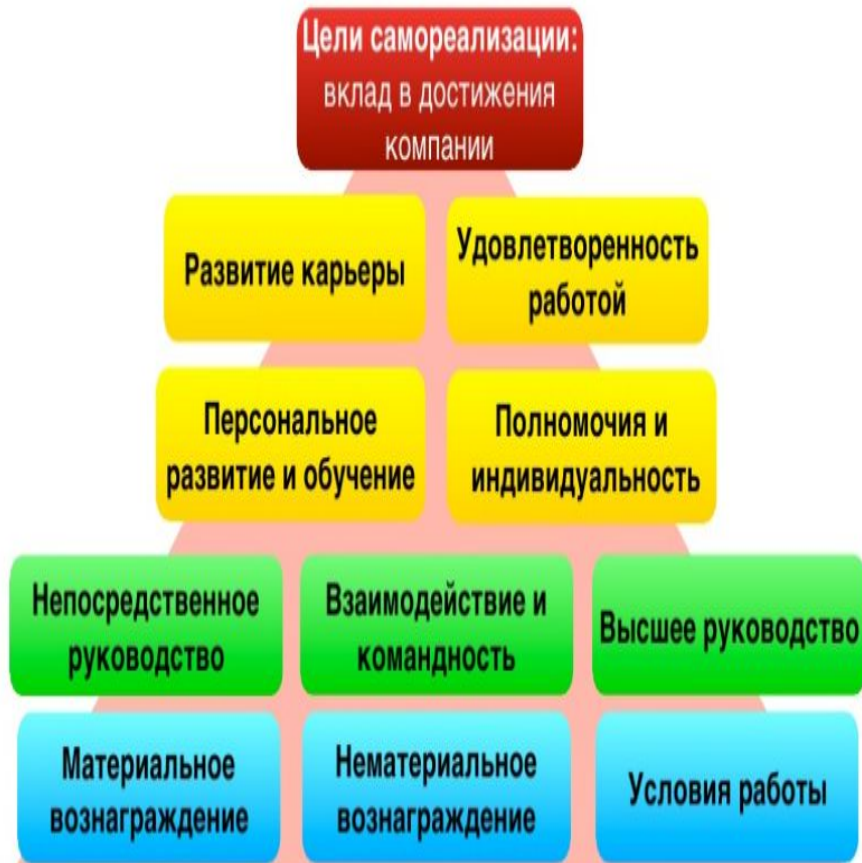 Цели самореализации:
вклад в достижения
компании
Развитие карьеры
Удовлетворенность
работой
Персональное
развитие и обучение
Полномочия и
индивидуальность
Непосредственное
руководство
Взаимодействие и
командность
Высшее руководство
Материальное
вознаграждение
Нематериальное
вознаграждение
Условия работы